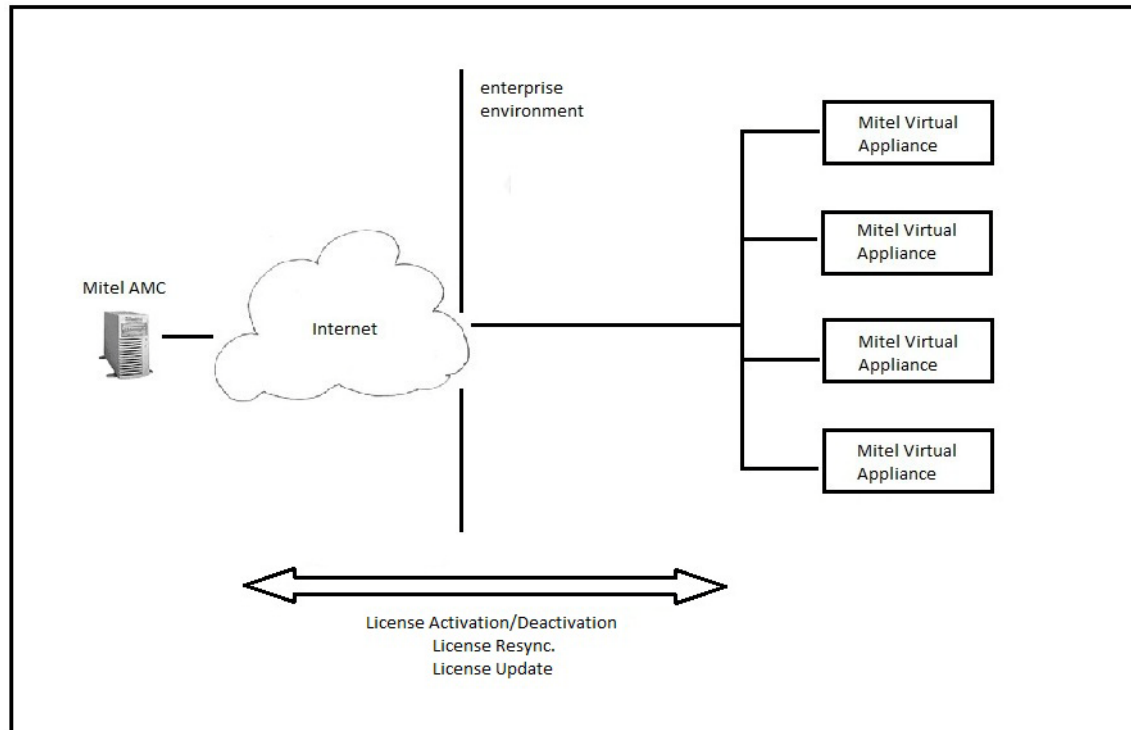 enterprise
environment
Mitel Virtual
Appliance
Mitel Virtual
Appliance
Mitel AMC
Internet
Mitel Virtual
Appliance
Mitel Virtual
Appliance
License Activation/Deactivation
License Resync.
License Update